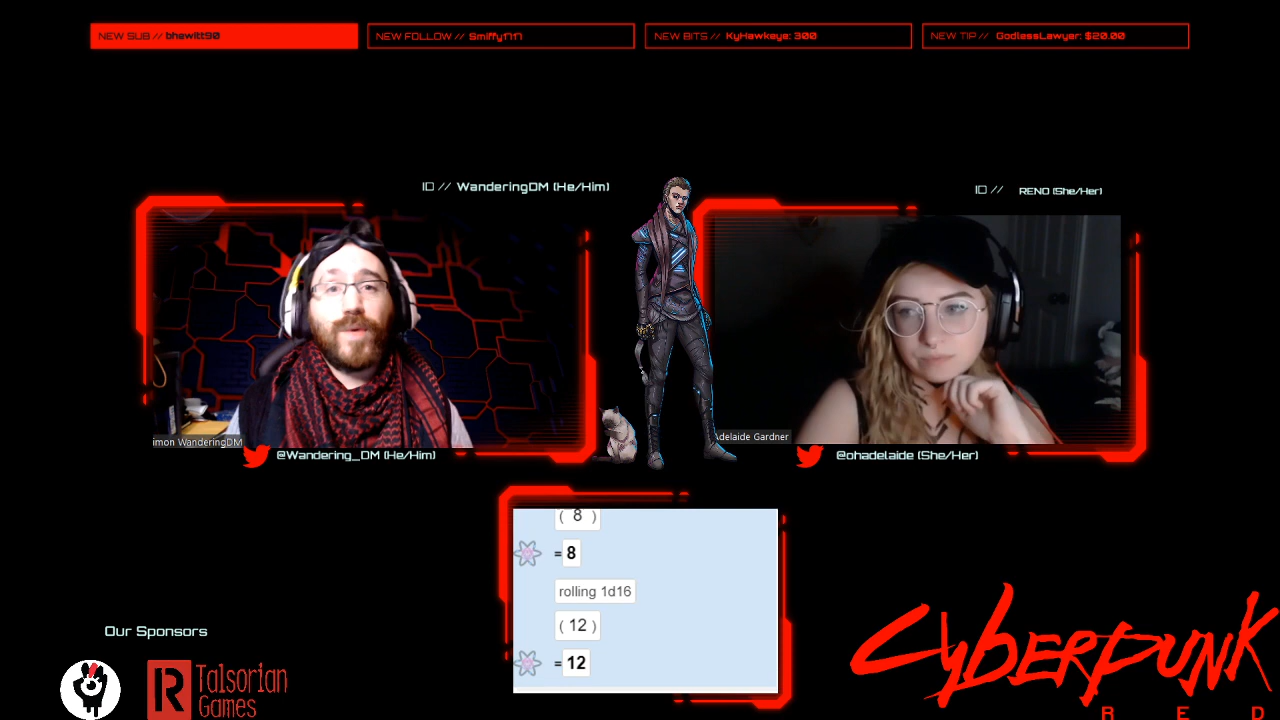 NEW SUB // bhewitt90
NEW FOLLOW // Smiffy1717
NEW BITS // KyHawkeye: 300
NEW TIP // GodlessLawyer: $20.00
ID // WanderingDM (He/Him)
ID // RENO (She/Her)
imon WanderingDM
Adelaide Gardner
@Wandering_DM (He/Him)
@ohadelaide (She/Her)
( 8 )
=8
rolling 1d16
( 12 )
=12
Our Sponsors
R Talsorian
Games
Cyberpunk
RED